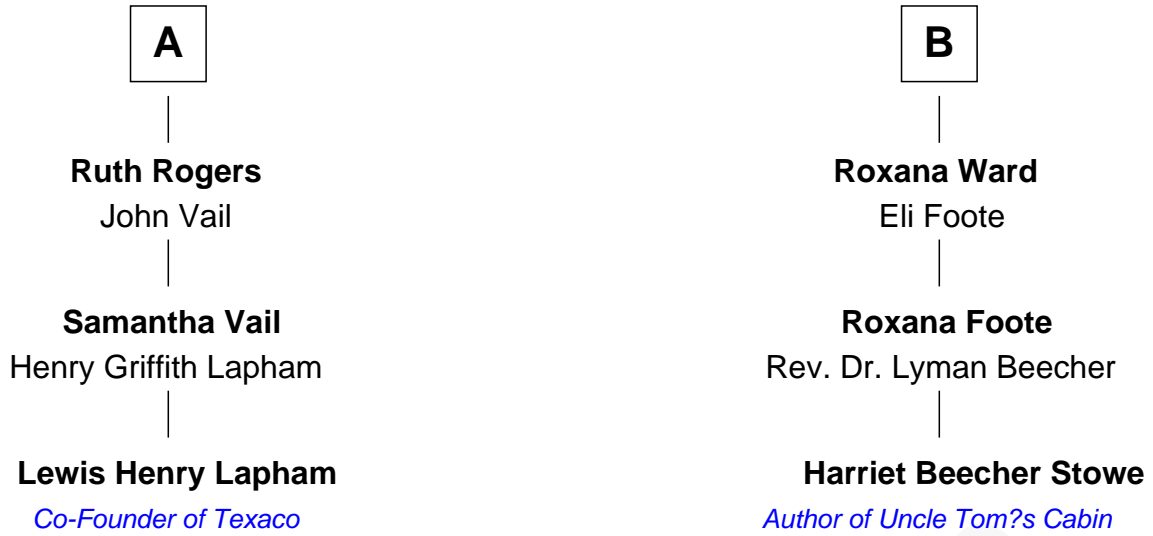 A
Ruth Rogers
John Vail
Samantha Vail
Henry Griffith Lapham
Lewis Henry Lapham
Co-Founder of Texaco
B
Roxana Ward
Eli Foote
Roxana Foote
Rev. Dr. Lyman Beecher
Harriet Beecher Stowe
Author of Uncle Tom?s Cabin